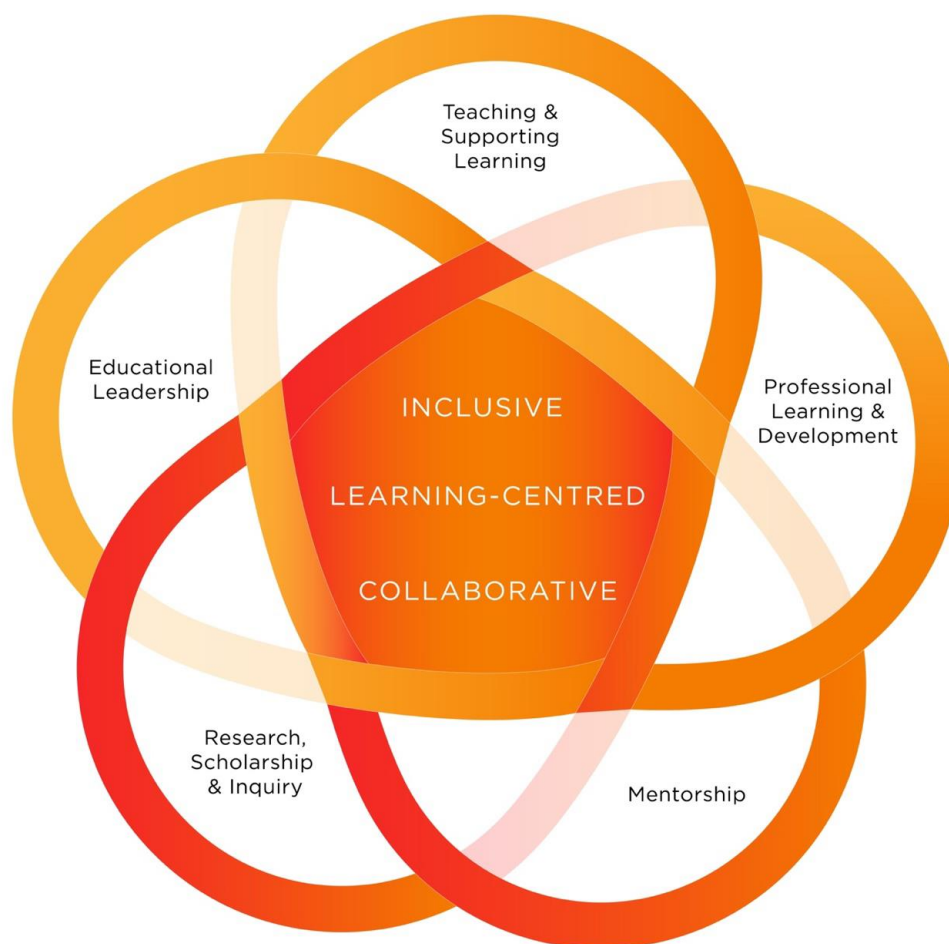 Teaching &
Supporting
Learning
Educational
Leadership
Professional
Learning &
Development
INCLUSIVE
LEARNING-CENTRED
COLLABORATIVE
Research,
Scholarship
& Inquiry
Mentorship